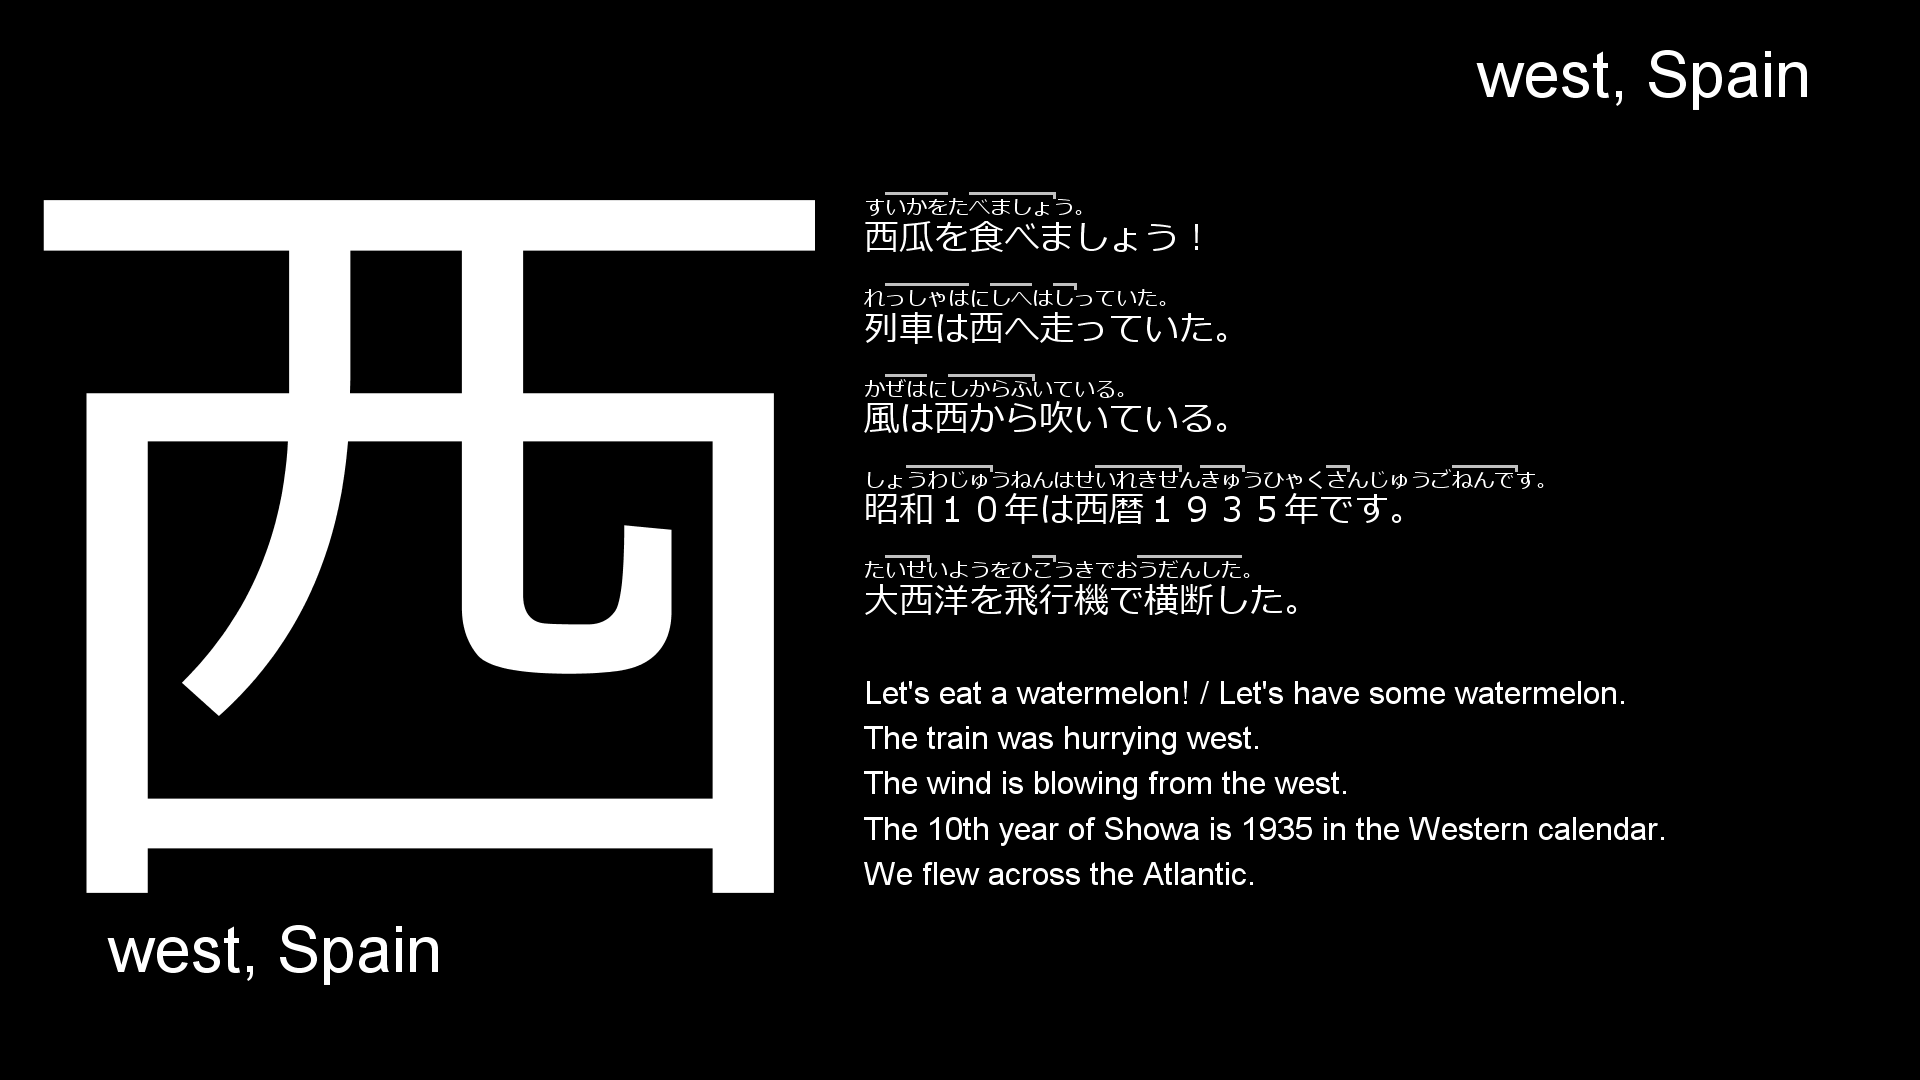 west, Spain
西
すいかをたべましょう。
西瓜を食べましょう！
れっしゃはにしへはしっていた。
列車は西へ走っていた。
かぜはにしからふいている。
風は西から吹いている。
しょうわじゅうねんはせいれきせんきゅうひゃくさんじゅうごねんです。
昭和１０年は西暦１９３５年です。
たいせいようをひこうきでおうだんした。
大西洋を飛行機で横断した。
Let's eat a watermelon! / Let's have some watermelon.
The train was hurrying west.
The wind is blowing from the west.
The 10th year of Showa is 1935 in the Western calendar.
We flew across the Atlantic.
west, Spain